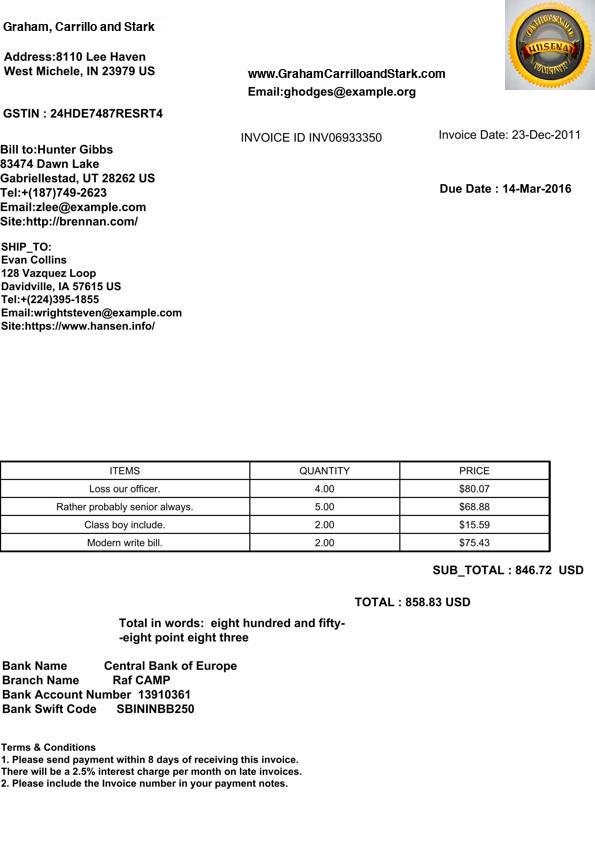 Graham, Carrillo and Stark
Address:8110 Lee Haven
West Michele, IN 23979 US
www.GrahamCarrilloandStark.com
Email:ghodges@example.org
GSTIN : 24HDE7487RESRT4
INVOICE ID INV06933350
Invoice Date: 23-Dec-2011
Due Date : 14-Mar-2016
Bill to:Hunter Gibbs
83474 Dawn Lake
Gabriellestad, UT 28262 US
Tel:+(187)749-2623
Email:zlee@example.com
Site:http://brennan.com/
SHIP_TO:
Evan Collins
128 Vazquez Loop
Davidville, IA 57615 US
Tel:+(224)395-1855
Email:wrightsteven@example.com
Site:https://www.hansen.info/
ITEMS QUANTITY PRICE
Loss our officer. 4.00 $80.07
Rather probably senior always. 5.00 $68.88
Class boy include. 2.00 $15.59
Modern write bill. 2.00 $75.43
SUB_TOTAL : 846.72 USD
TOTAL : 858.83 USD
Total in words: eight hundred and fifty-
-eight point eight three
Bank Name Central Bank of Europe
Branch Name Raf CAMP
Bank Account Number 13910361
Bank Swift Code SBININBB250
Terms & Conditions
1. Please send payment within 8 days of receiving this invoice.
There will be a 2.5% interest charge per month on late invoices.
2. Please include the Invoice number in your payment notes.